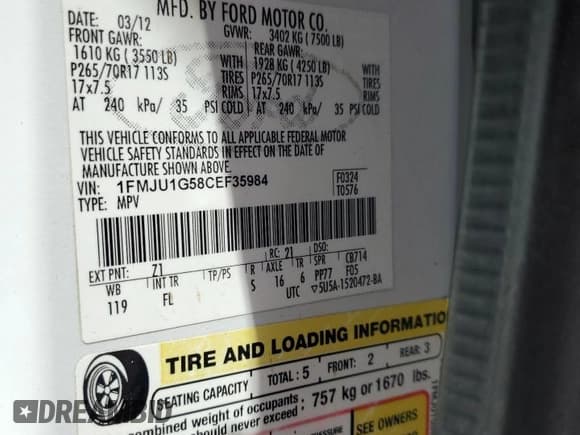 MFD. BY FORD MOTOR CO.
DATE: 03/12 GVWR: 3402 KG ( 7500 LB)
FRONT GAWR: REAR GAWR:
1610 KG ( 3550 LB) WITH 1928 KG ( 4250 LB) WITH
P265/70R17 113S TIRES P265/70R17 113S TIRES
17x7.5 RIMS 17x7.5 RIMS
AT 240 kPa/ 35 PSI COLD AT 240 kPa/ 35 PSI COLD
THIS VEHICLE CONFORMS TO ALL APPLICABLE FEDERAL MOTOR
VEHICLE SAFETY STANDARDS IN EFFECT ON THE DATE OF
MANUFACTURE SHOWN ABOVE.
VIN: 1FMJU1G58CEF35984 F0324
TYPE: MPV T0576
EXT PNT: Z1 RC: 21 DSO:
WB INT TR TP/PS R AXLE TR SPR CB714
119 FL S 16 6 PP77 F05
UTC ▽5U5A-1520472-BA
TIRE AND LOADING INFORMATIO
SEATING CAPACITY TOTAL: 5 FRONT: 2 REAR: 3
combined weight of occupants
should never exceed: 757 kg or 1670 lbs.
SEE OWNERS
DREAMBID